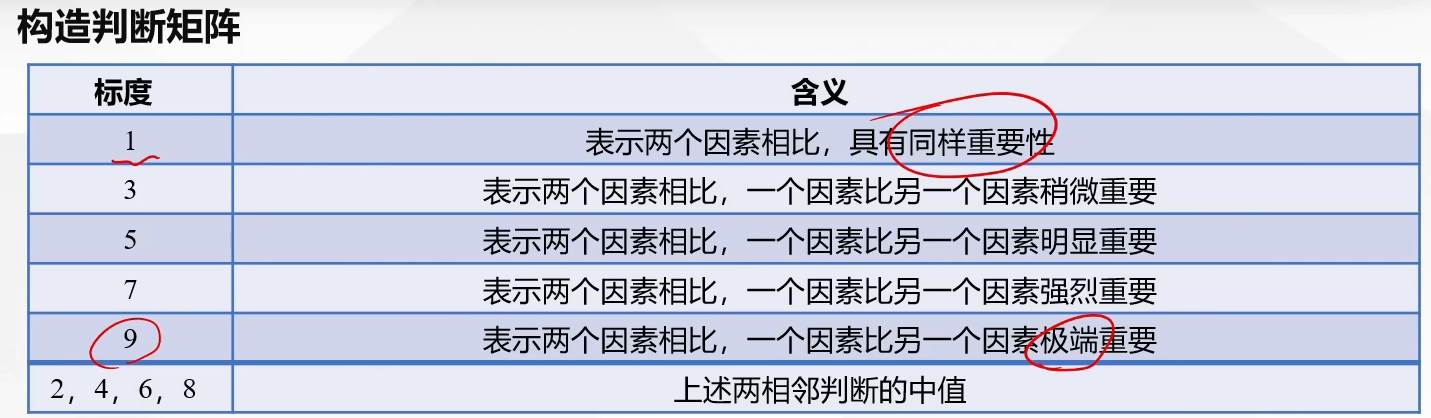 构造判断矩阵
标度 含义
1 表示两个因素相比，具有同样重要性
3 表示两个因素相比，一个因素比另一个因素稍微重要
5 表示两个因素相比，一个因素比另一个因素明显重要
7 表示两个因素相比，一个因素比另一个因素强烈重要
9 表示两个因素相比，一个因素比另一个因素极端重要
2，4，6，8 上述两相邻判断的中值